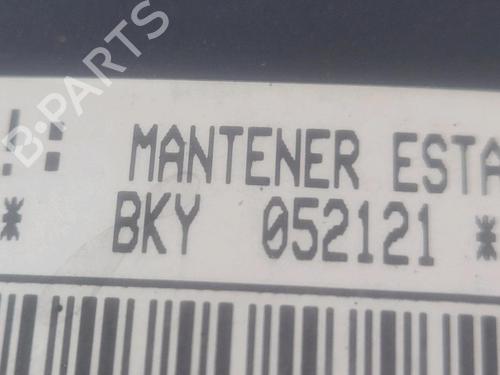 B-PARTS
MANTENER ESTA
* BKY 052121 *